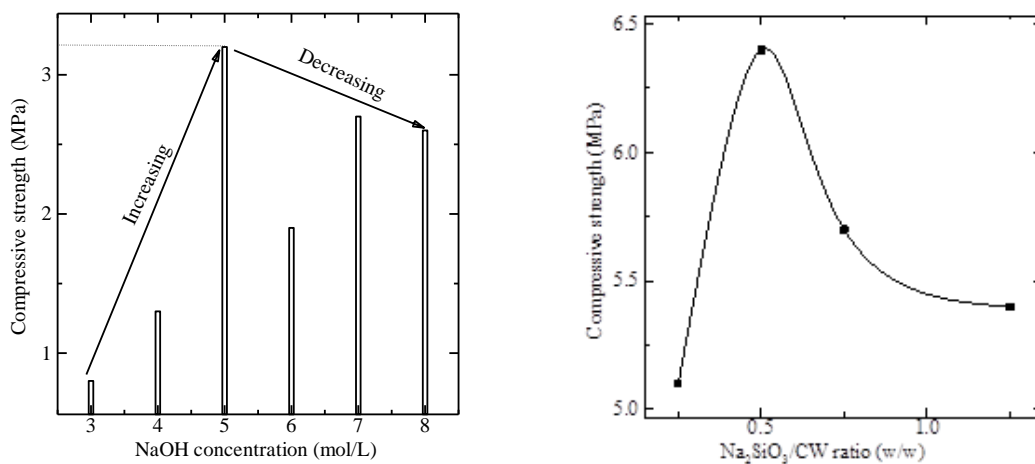 Compressive strength (MPa)
3
2
1
Increasing
Decreasing
3 4 5 6 7 8
NaOH concentration (mol/L)
Compressive strength (MPa)
6.5
6.0
5.5
5.0
0.5 1.0
Na₂SiO₃/CW ratio (w/w)